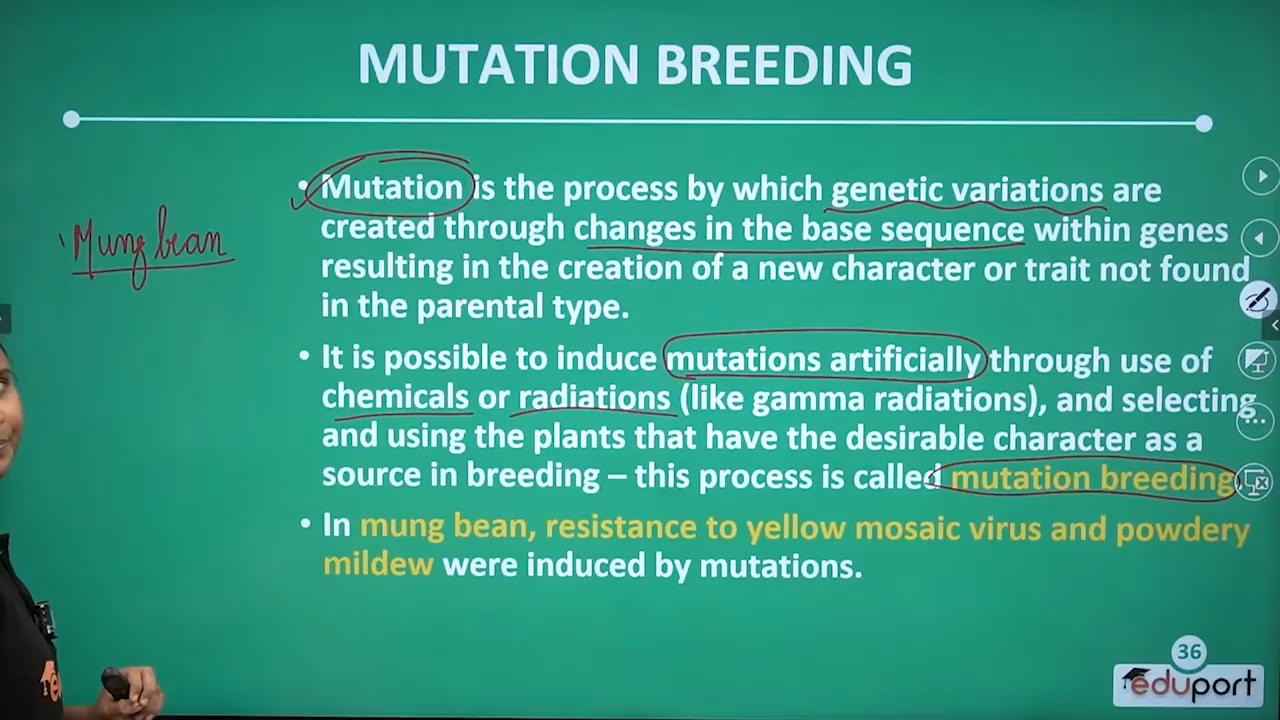 MUTATION BREEDING
• Mutation is the process by which genetic variations are
created through changes in the base sequence within genes
resulting in the creation of a new character or trait not found
in the parental type.
Mung bean
• It is possible to induce mutations artificially through use of
chemicals or radiations (like gamma radiations), and selecting
and using the plants that have the desirable character as a
source in breeding – this process is called mutation breeding.
• In mung bean, resistance to yellow mosaic virus and powdery
mildew were induced by mutations.
36
eduport